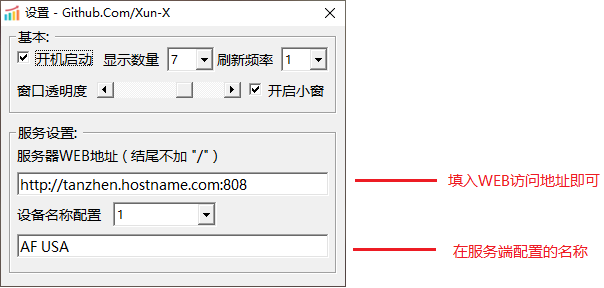 设置 - Github.Com/Xun-X
基本:
开机启动 显示数量 7 刷新频率 1
窗口透明度 开启小窗
服务设置:
服务器WEB地址（结尾不加 "/"）
http://tanzhen.hostname.com:808 填入WEB访问地址即可
设备名称配置 1
AF USA 在服务端配置的名称